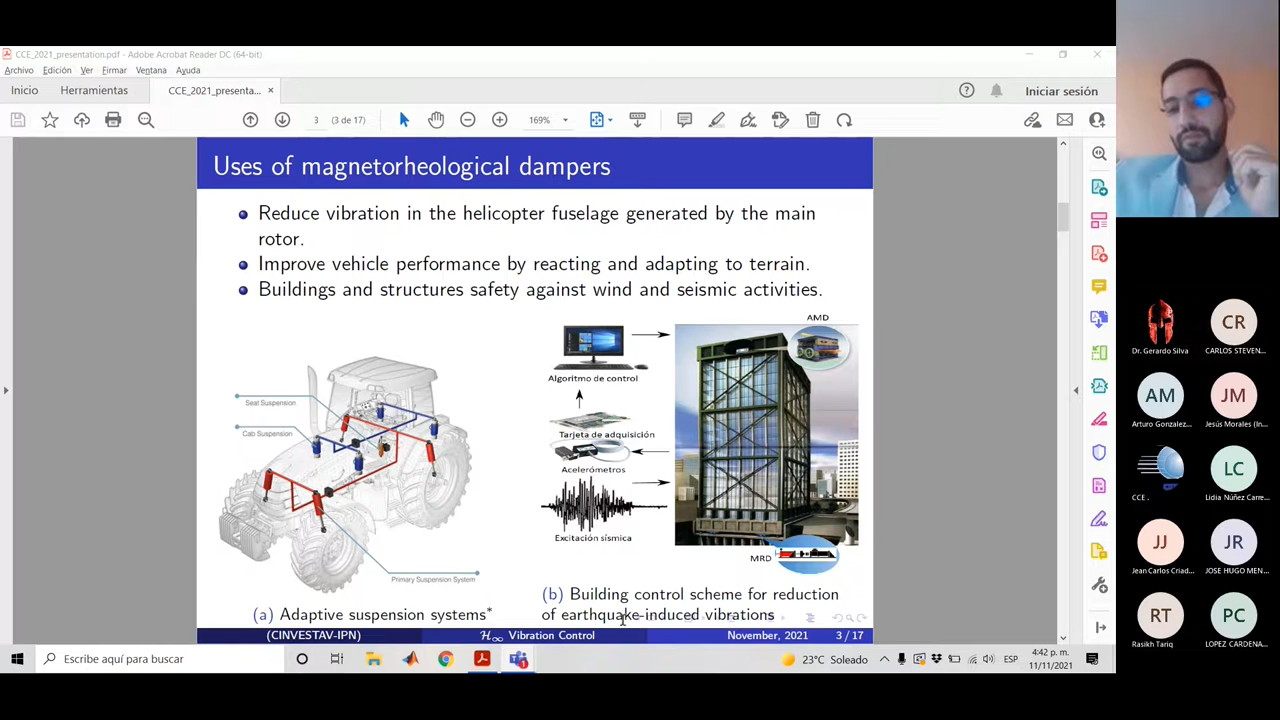 CCE_2021_presentation.pdf - Adobe Acrobat Reader DC (64-bit)
Archivo Edición Ver Firmar Ventana Ayuda
Inicio Herramientas CCE_2021_presenta... × Iniciar sesión
3 (3 de 17) 169%
Uses of magnetorheological dampers
Reduce vibration in the helicopter fuselage generated by the main
rotor.
Improve vehicle performance by reacting and adapting to terrain.
Buildings and structures safety against wind and seismic activities.
Seat Suspension
Cab Suspension
Primary Suspension System
(a) Adaptive suspension systems*
AMD
Algoritmo de control
Tarjeta de adquisición
Acelerómetros
Excitación sísmica
MRD
(b) Building control scheme for reduction
of earthquake-induced vibrations
(CINVESTAV-IPN) H∞ Vibration Control November, 2021 3 / 17
Escribe aquí para buscar
23°C Soleado
ESP
4:42 p. m.
11/11/2021
Dr. Gerardo Silva
CR
CARLOS STEVEN...
AM
Arturo Gonzalez...
JM
Jesús Morales (In...
CCE .
LC
Lidia Núñez Carre...
JJ
Jean Carlos Criad...
JR
JOSE HUGO MEN...
RT
Rasikh Tariq
PC
LOPEZ CARDENA...